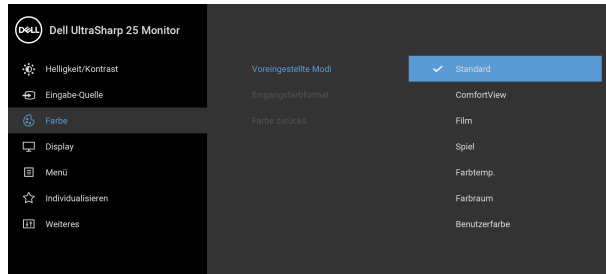 DELL
Dell UltraSharp 25 Monitor
Helligkeit/Kontrast
Eingabe-Quelle
Farbe
Display
Menü
Individualisieren
Weiteres
Voreingestellte Modi
Eingangsfarbformat
Farbe zurücks.
Standard
ComfortView
Film
Spiel
Farbtemp.
Farbraum
Benutzerfarbe